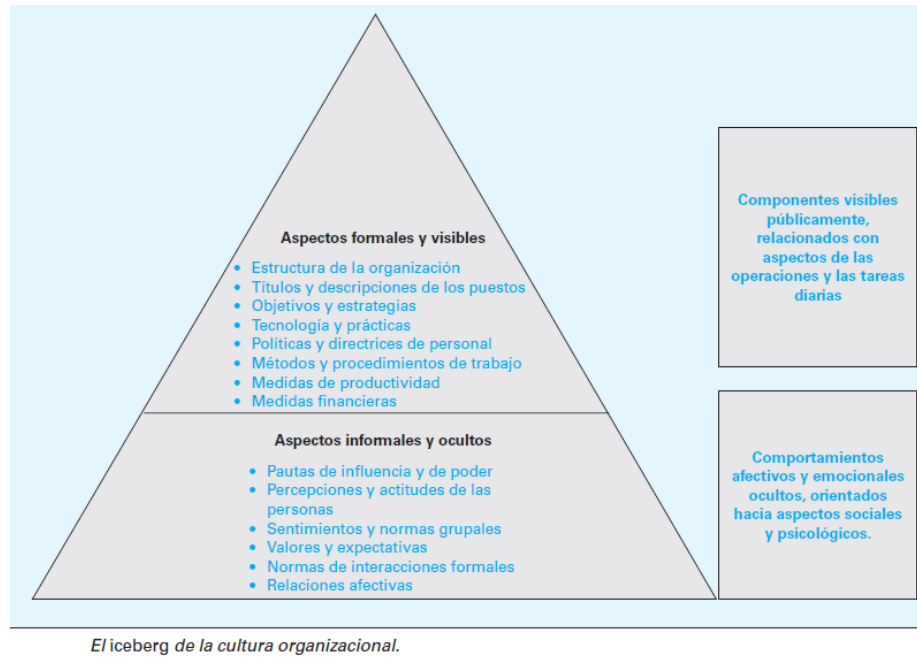 Aspectos formales y visibles
• Estructura de la organización
• Títulos y descripciones de los puestos
• Objetivos y estrategias
• Tecnología y prácticas
• Políticas y directrices de personal
• Métodos y procedimientos de trabajo
• Medidas de productividad
• Medidas financieras
Componentes visibles
públicamente,
relacionados con
aspectos de las
operaciones y las tareas
diarias
Aspectos informales y ocultos
• Pautas de influencia y de poder
• Percepciones y actitudes de las
personas
• Sentimientos y normas grupales
• Valores y expectativas
• Normas de interacciones formales
• Relaciones afectivas
Comportamientos
afectivos y emocionales
ocultos, orientados
hacia aspectos sociales
y psicológicos.
El iceberg de la cultura organizacional.